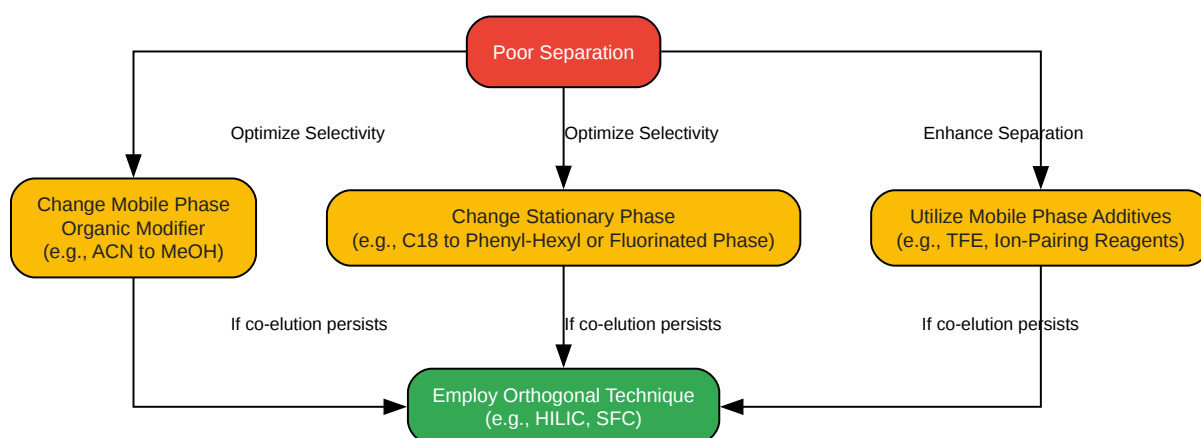 Poor Separation
Optimize Selectivity
Optimize Selectivity
Enhance Separation
Change Mobile Phase
Organic Modifier
(e.g., ACN to MeOH)
Change Stationary Phase
(e.g., C18 to Phenyl-Hexyl or Fluorinated Phase)
Utilize Mobile Phase Additives
(e.g., TFE, Ion-Pairing Reagents)
If co-elution persists
If co-elution persists
If co-elution persists
Employ Orthogonal Technique
(e.g., HILIC, SFC)